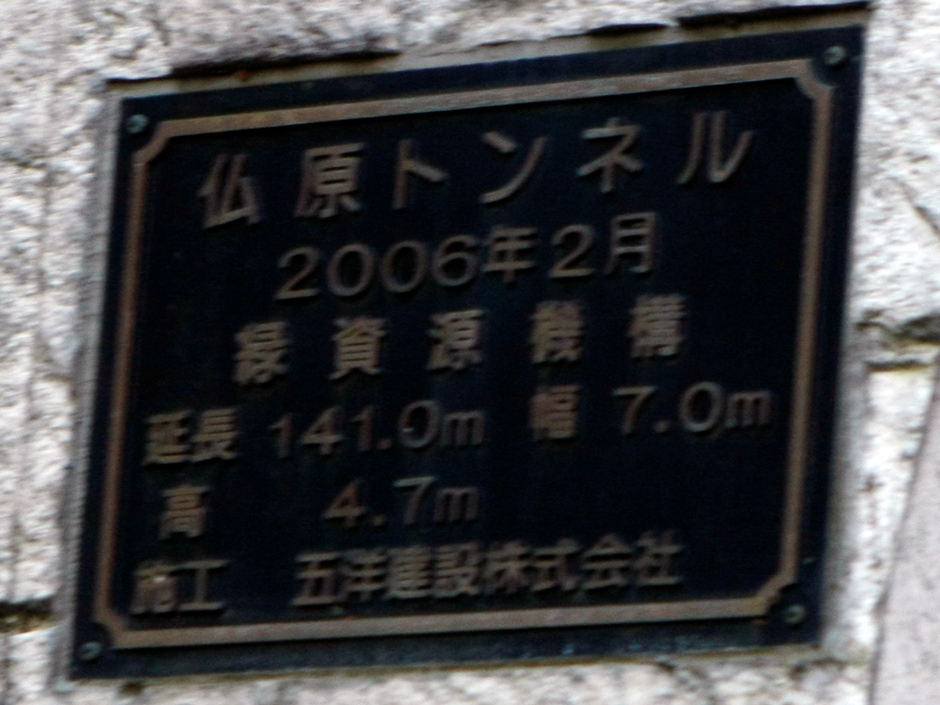 仏原トンネル
2006年2月
緑資源機構
延長 141.0m 幅 7.0m
高 4.7m
施工 五洋建設株式会社